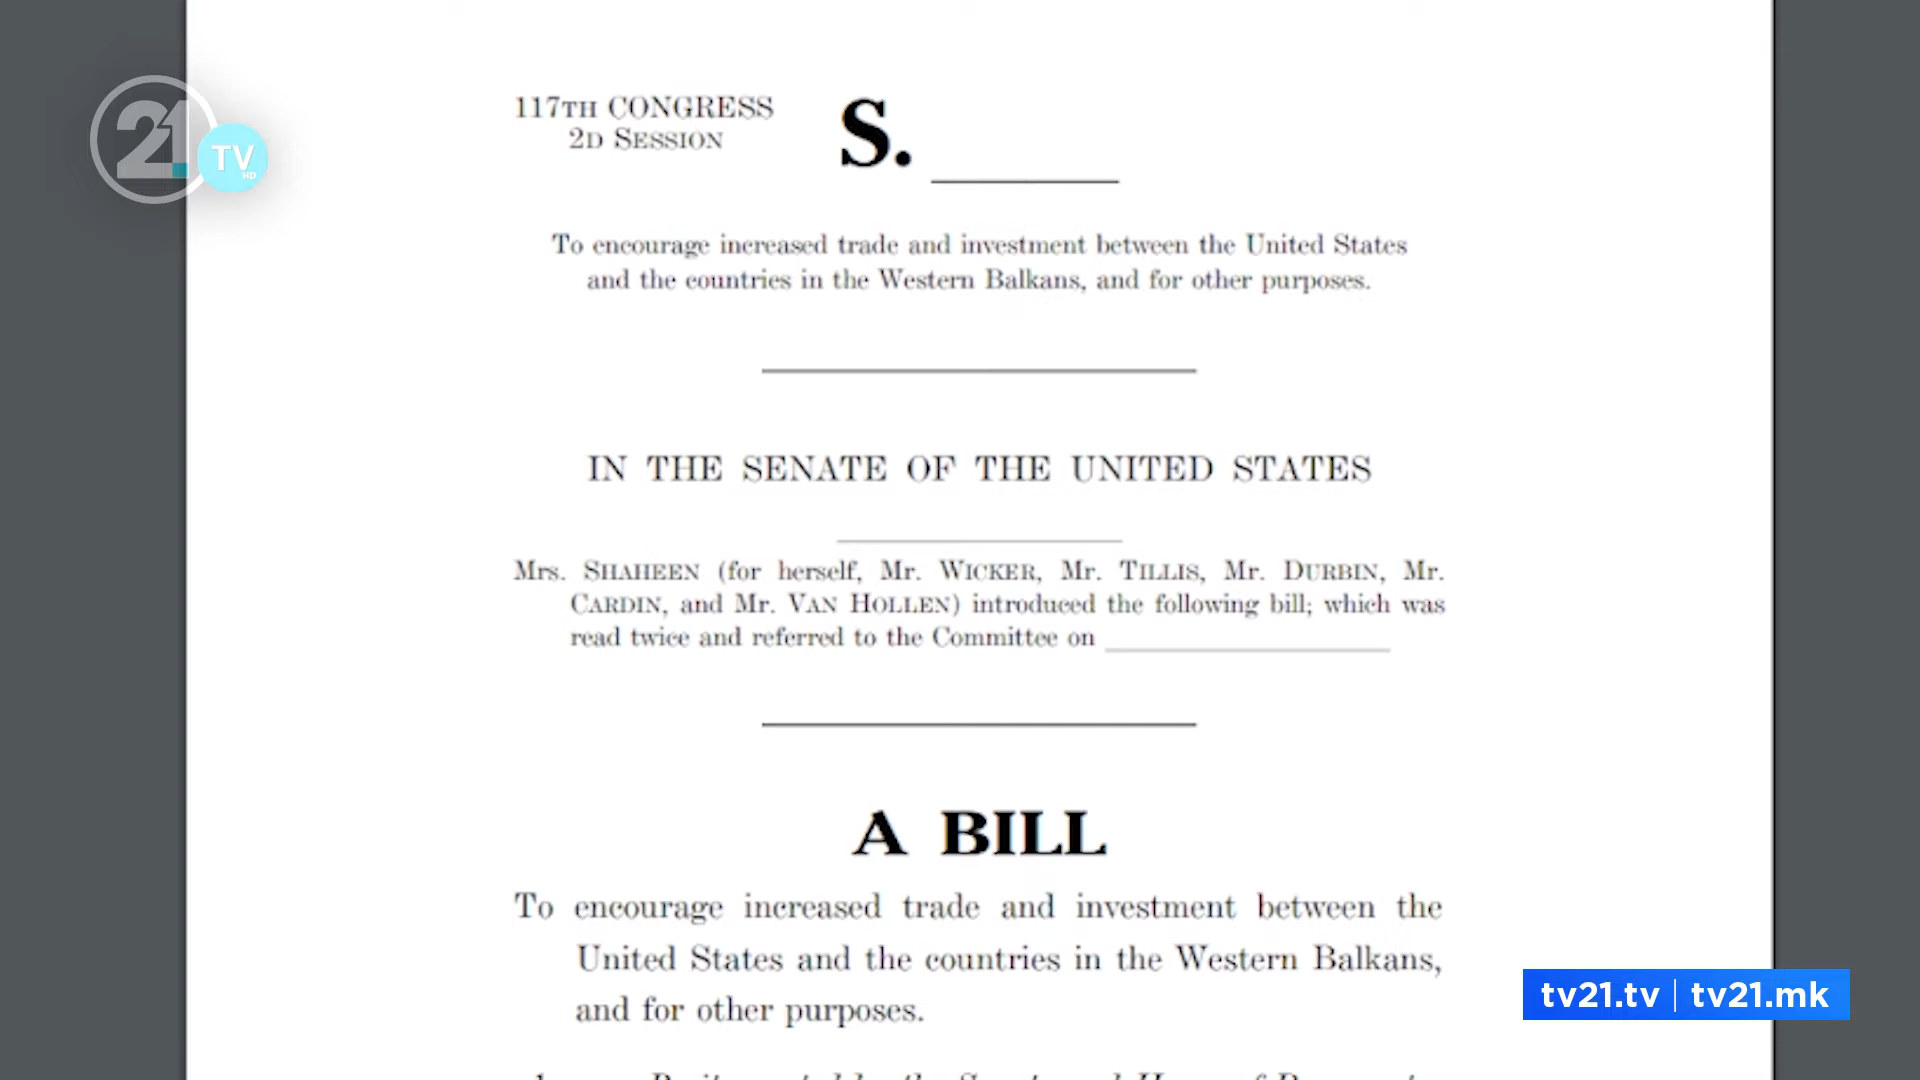 21
TV
HD
117TH CONGRESS
2D SESSION
S.
To encourage increased trade and investment between the United States
and the countries in the Western Balkans, and for other purposes.
IN THE SENATE OF THE UNITED STATES
Mrs. SHAHEEN (for herself, Mr. WICKER, Mr. TILLIS, Mr. DURBIN, Mr.
CARDIN, and Mr. VAN HOLLEN) introduced the following bill; which was
read twice and referred to the Committee on
A BILL
To encourage increased trade and investment between the
United States and the countries in the Western Balkans,
and for other purposes.
tv21.tv | tv21.mk